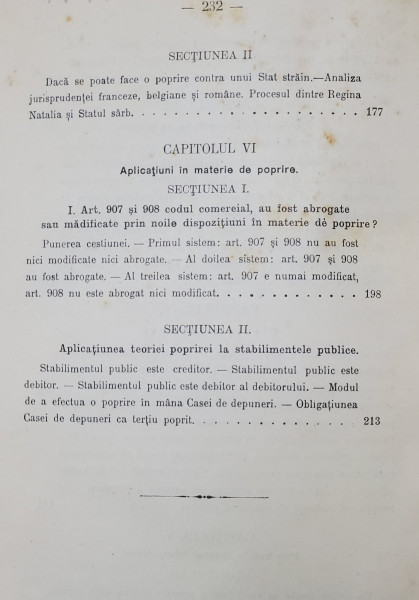 — 232 —
SECŢIUNEA II
Dacă se poate face o poprire contra unui Stat străin.—Analiza
jurisprudenţei franceze, belgiane şi române. Procesul dintre Regina
Natalia şi Statul sârb. . . . . . . . . . . . . . . . . . . . 177
CAPITOLUL VI
Aplicaţiuni în materie de poprire.
SECŢIUNEA I.
I. Art. 907 şi 908 codul comereial, au fost abrogate
sau mădificate prin noile dispoziţiuni în materie de poprire?
Punerea cestiunei. — Primul sistem: art. 907 şi 908 nu au fost
nici modificate nici abrogate. — Al doilea sistem: art. 907 şi 908
au fost abrogate. — Al treilea sistem: art. 907 e numai modificat,
art. 908 nu este abrogat nici modificat. . . . . . . . . . . . . 198
SECŢIUNEA II.
Aplicaţiunea teoriei popririi la stabilimentele publice.
Stabilimentul public este creditor. — Stabilimentul public este
debitor. — Stabilimentul public este debitor al debitorului. — Modul
de a efectua o poprire în mâna Casei de depuneri. — Obligaţiunea
Casei de depuneri ca terţiu poprit. . . . . . . . . . . . . . . 213